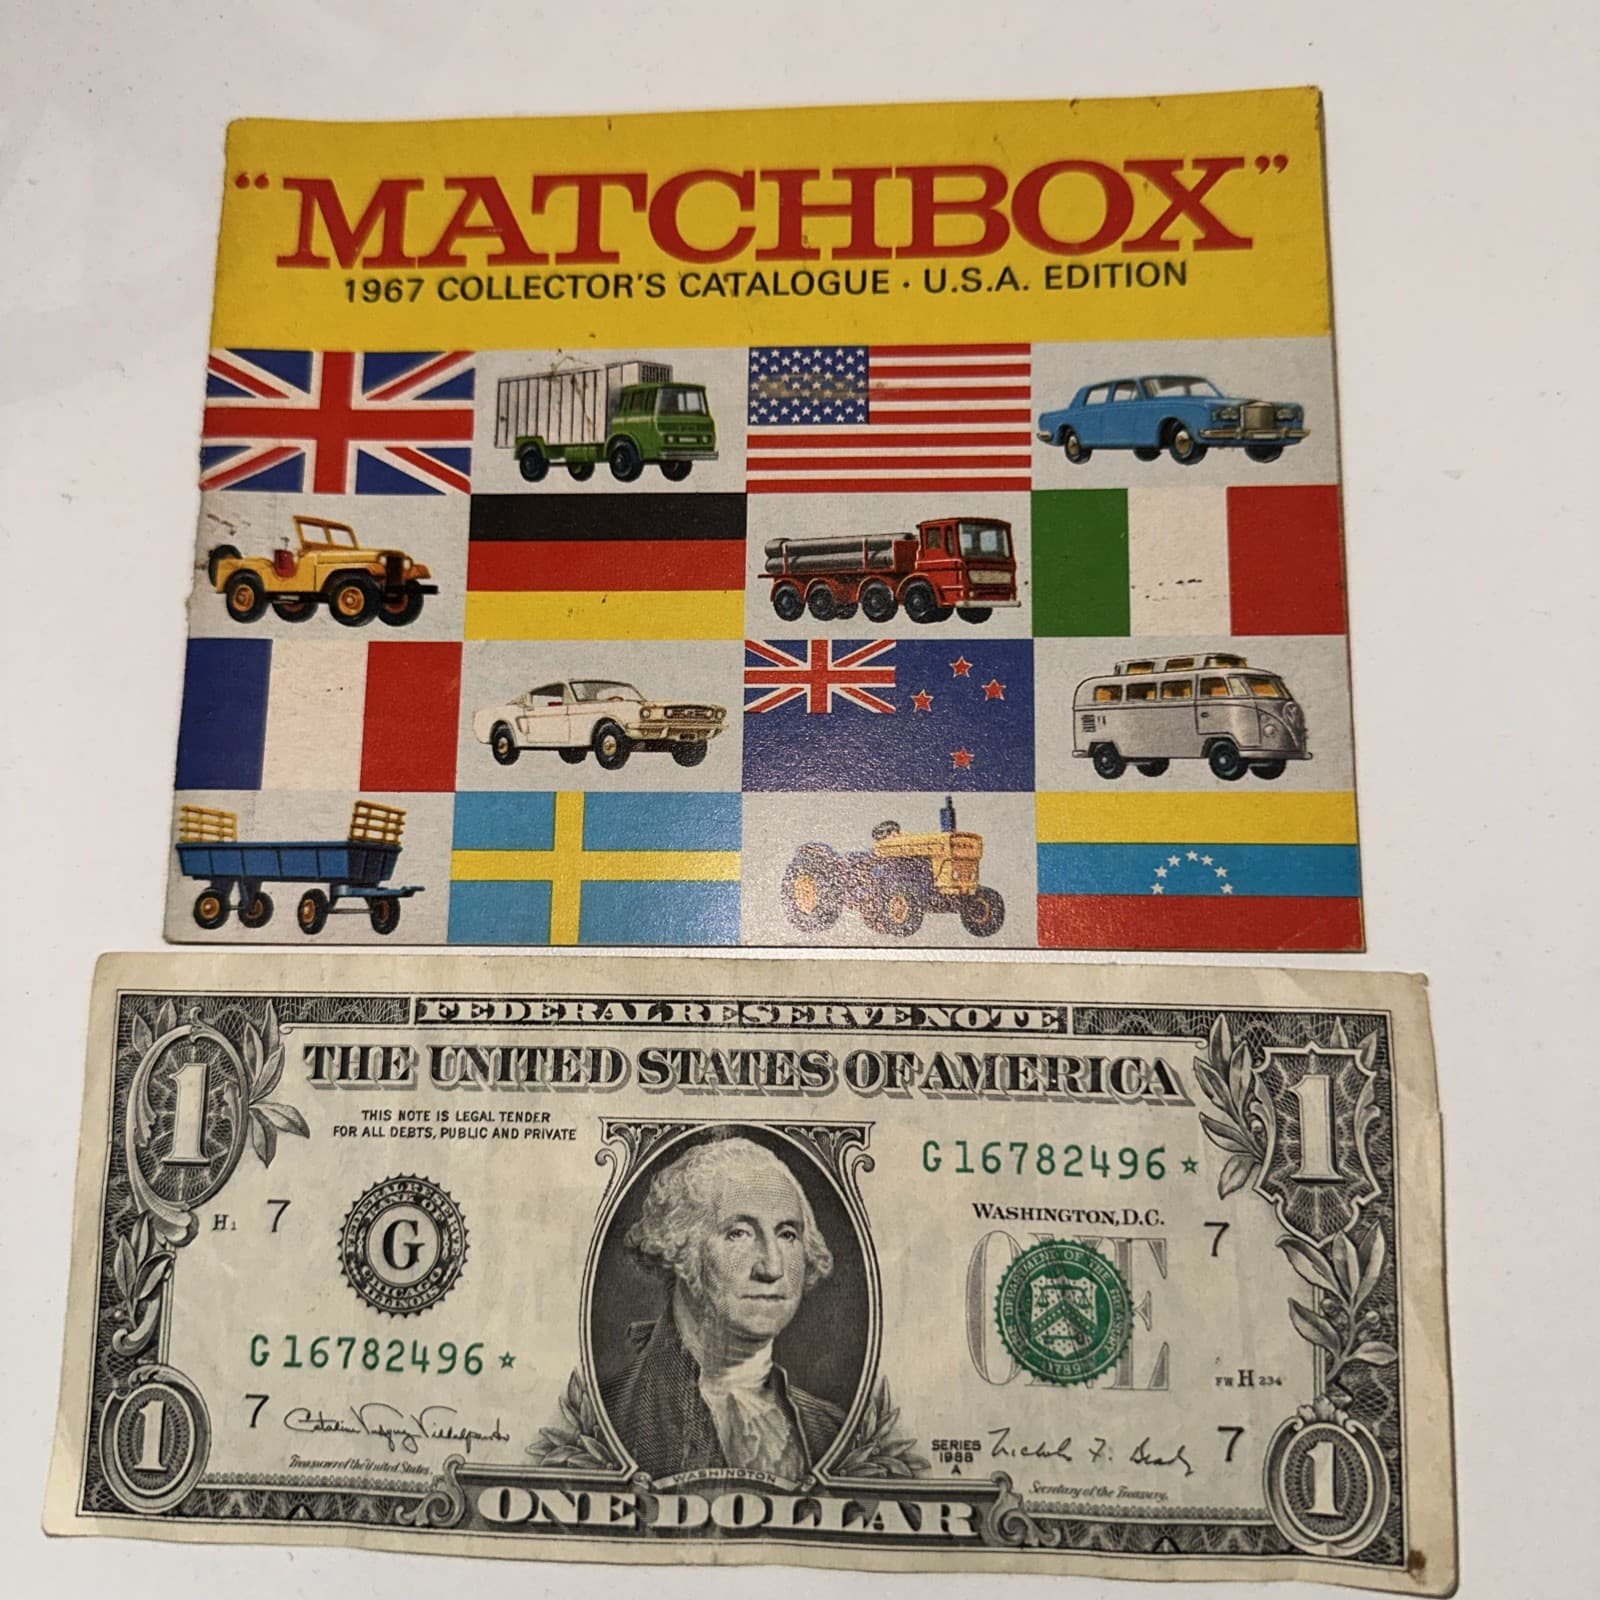 "MATCHBOX"
1967 COLLECTOR'S CATALOGUE · U.S.A. EDITION
FEDERAL RESERVE NOTE
THE UNITED STATES OF AMERICA
1
1
THIS NOTE IS LEGAL TENDER
FOR ALL DEBTS, PUBLIC AND PRIVATE
G 16782496 ☆
WASHINGTON, D.C.
H1
7
G
7
ONE
G 16782496 ☆
FW H 234
7
7
SERIES
1988
A
Treasurer of the United States.
Secretary of the Treasury.
WASHINGTON
1
ONE DOLLAR
1